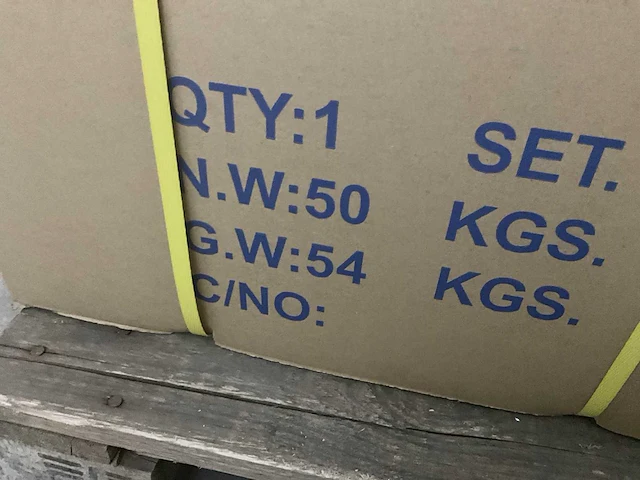 QTY:1 SET.
N.W:50 KGS.
G.W:54 KGS.
C/NO: